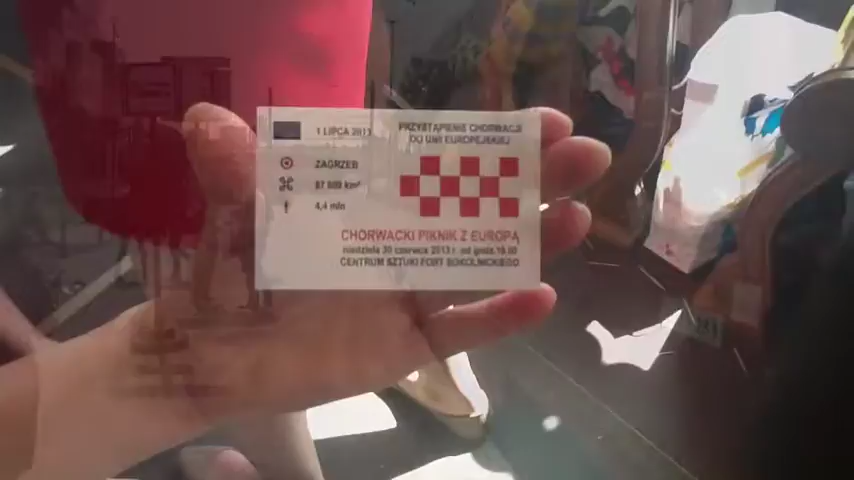 1 LIPCA 2013
PRZYSTĄPIENIE CHORWACJI
DO UNII EUROPEJSKIEJ
ZAGRZEB
87 609 km²
4,4 mln
CHORWACKI PIKNIK Z EUROPĄ
niedziela 30 czerwca 2013 r. od godz.16.00
CENTRUM SZTUKI FORT SOKOLNICKIEGO